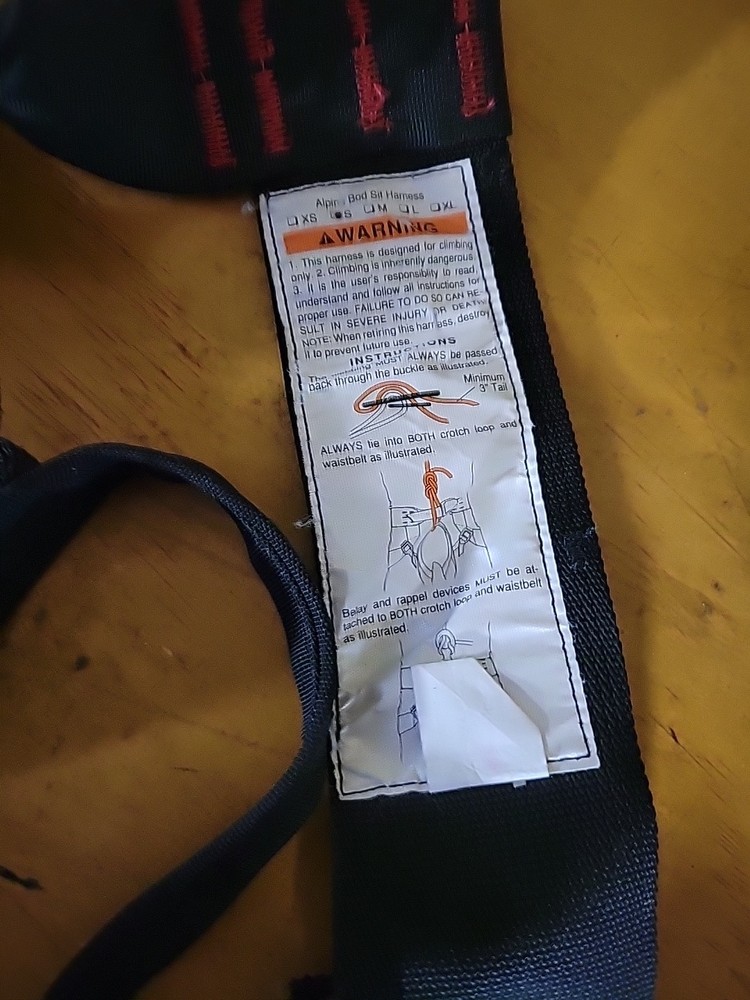 Alpine Bod Sit Harness
XS S M L XL
WARNING
1. This harness is designed for climbing
only. 2. Climbing is inherently dangerous
3. It is the user's responsiblity to read
understand and follow all instructions for
proper use. FAILURE TO DO SO CAN RE-
SULT IN SEVERE INJURY OR DEATH
NOTE: When retiring this harness, destroy
it to prevent future use.
INSTRUCTIONS
The MUST ALWAYS be passed
back through the buckle as illustrated.
Minimum
3" Tail
ALWAYS tie into BOTH crotch loop and
waistbelt as illustrated.
Belay and rappel devices MUST be at-
tached to BOTH crotch loop and waistbelt
as illustrated.